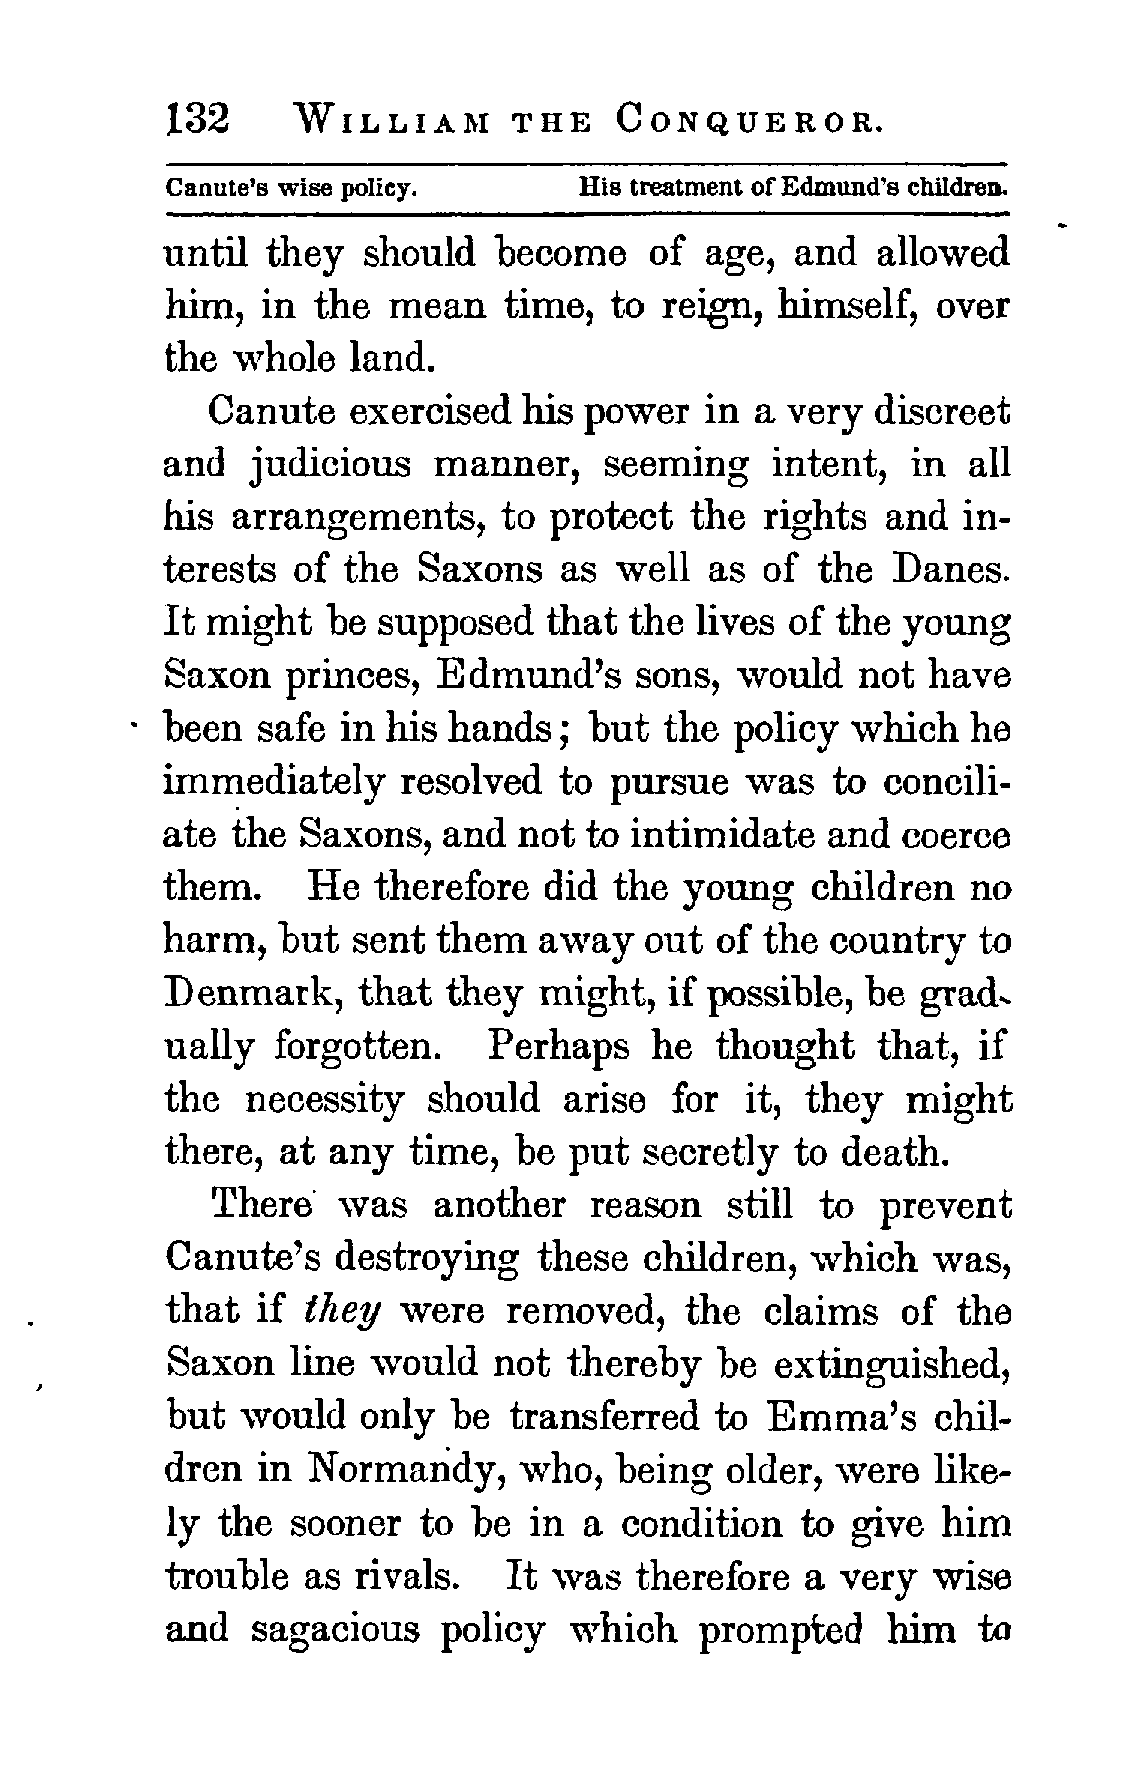 132 WILLIAM THE CONQUEROR.
Canute's wise policy. His treatment of Edmund's children.
until they should become of age, and allowed
him, in the mean time, to reign, himself, over
the whole land.
Canute exercised his power in a very discreet
and judicious manner, seeming intent, in all
his arrangements, to protect the rights and in-
terests of the Saxons as well as of the Danes.
It might be supposed that the lives of the young
Saxon princes, Edmund's sons, would not have
been safe in his hands; but the policy which he
immediately resolved to pursue was to concili-
ate the Saxons, and not to intimidate and coerce
them. He therefore did the young children no
harm, but sent them away out of the country to
Denmark, that they might, if possible, be grad-
ually forgotten. Perhaps he thought that, if
the necessity should arise for it, they might
there, at any time, be put secretly to death.
There was another reason still to prevent
Canute's destroying these children, which was,
that if they were removed, the claims of the
Saxon line would not thereby be extinguished,
but would only be transferred to Emma's chil-
dren in Normandy, who, being older, were like-
ly the sooner to be in a condition to give him
trouble as rivals. It was therefore a very wise
and sagacious policy which prompted him to